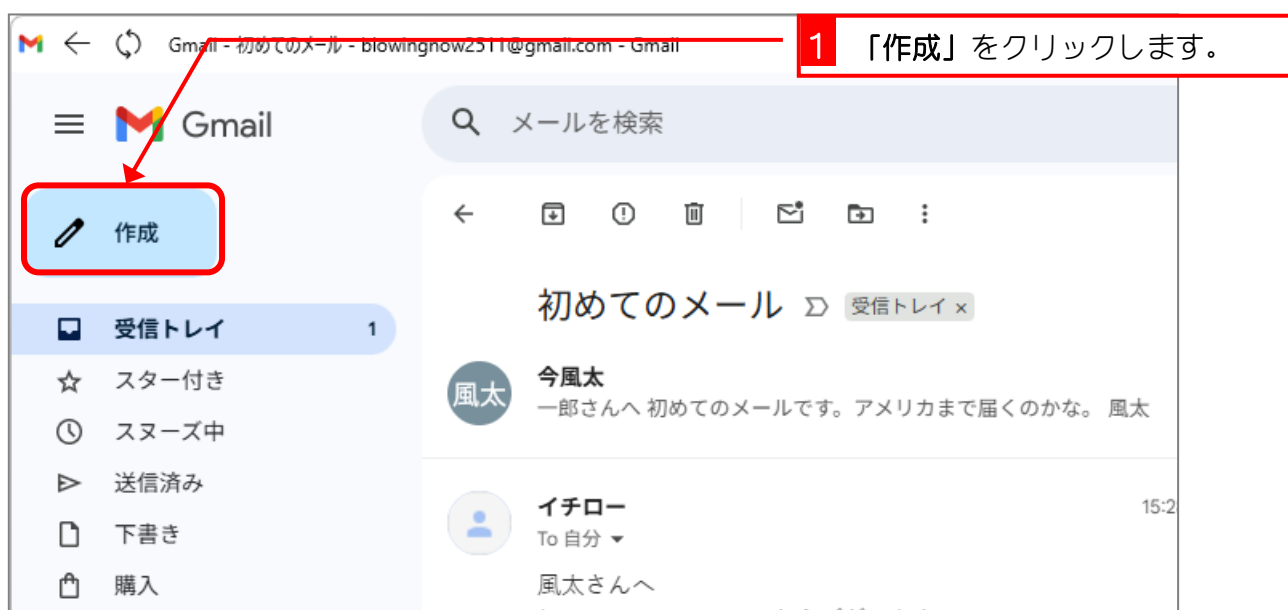 Gmail - 初めてのメール - blowingnow2511@gmail.com - Gmail
1 「作成」をクリックします。
Gmail
メールを検索
作成
初めてのメール 受信トレイ ×
受信トレイ 1
スター付き
スヌーズ中
送信済み
下書き
購入
風太
今風太
一郎さんへ 初めてのメールです。アメリカまで届くのかな。 風太
イチロー 15:2
To 自分
風太さんへ